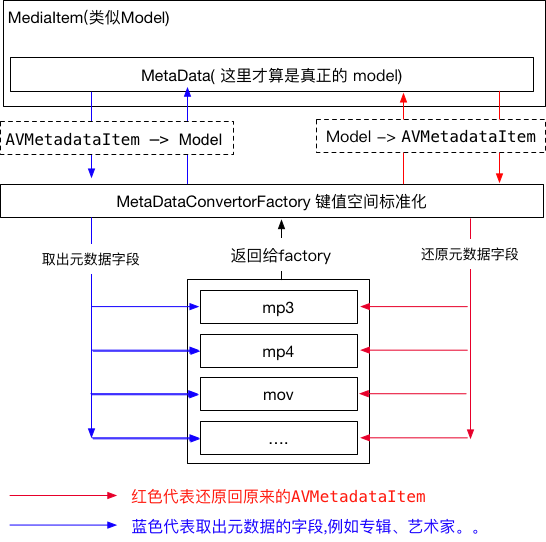 MediaItem(类似Model)
MetaData( 这里才算是真正的 model)
AVMetadataItem —> Model
Model -> AVMetadataItem
MetaDataConvertorFactory 键值空间标准化
取出元数据字段
返回给factory
还原元数据字段
mp3
mp4
mov
....
红色代表还原回原来的AVMetadataItem
蓝色代表取出元数据的字段,例如专辑、艺术家。。